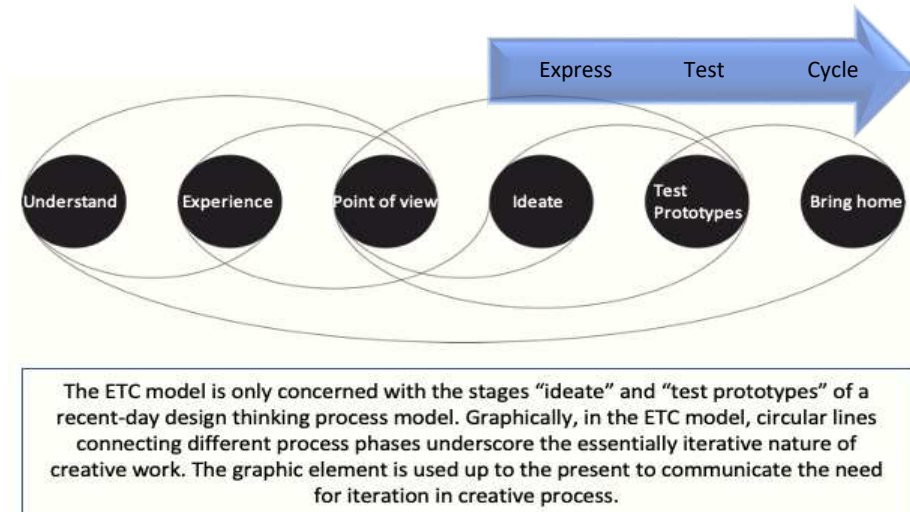 Express Test Cycle
Understand
Experience
Point of view
Ideate
Test
Prototypes
Bring home
The ETC model is only concerned with the stages “ideate” and “test prototypes” of a
recent-day design thinking process model. Graphically, in the ETC model, circular lines
connecting different process phases underscore the essentially iterative nature of
creative work. The graphic element is used up to the present to communicate the need
for iteration in creative process.